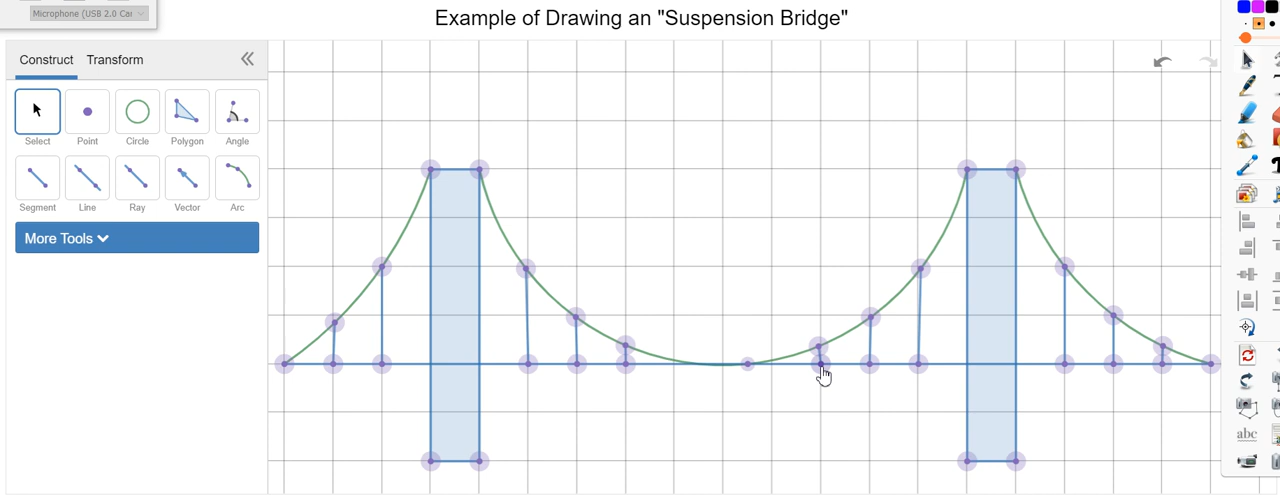 Microphone (USB 2.0 Car
Example of Drawing an "Suspension Bridge"
Construct Transform
Select Point Circle Polygon Angle
Segment Line Ray Vector Arc
More Tools
abc